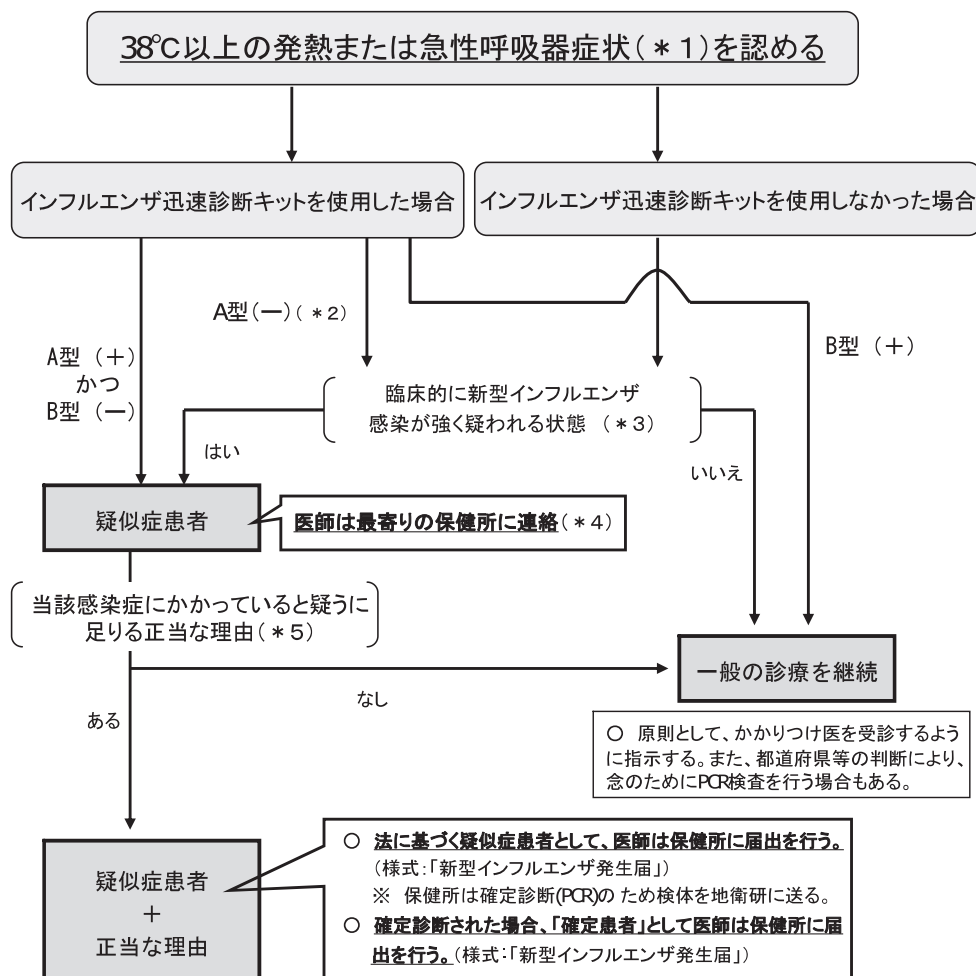 38℃以上の発熱または急性呼吸器症状(＊1)を認める
インフルエンザ迅速診断キットを使用した場合
インフルエンザ迅速診断キットを使用しなかった場合
A型(－)(＊2)
B型 (＋)
A型 (＋)
かつ
B型 (－)
臨床的に新型インフルエンザ
感染が強く疑われる状態 (＊3)
はい
いいえ
疑似症患者
医師は最寄りの保健所に連絡(＊4)
当該感染症にかかっていると疑うに
足りる正当な理由(＊5)
一般の診療を継続
なし
ある
○ 原則として、かかりつけ医を受診するよう
に指示する。また、都道府県等の判断により、
念のためにPCR検査を行う場合もある。
疑似症患者
＋
正当な理由
○ 法に基づく疑似症患者として、医師は保健所に届出を行う。
(様式:「新型インフルエンザ発生届」)
※ 保健所は確定診断(PCR)のため検体を地衛研に送る。
○ 確定診断された場合、「確定患者」として医師は保健所に届
出を行う。(様式:「新型インフルエンザ発生届」)